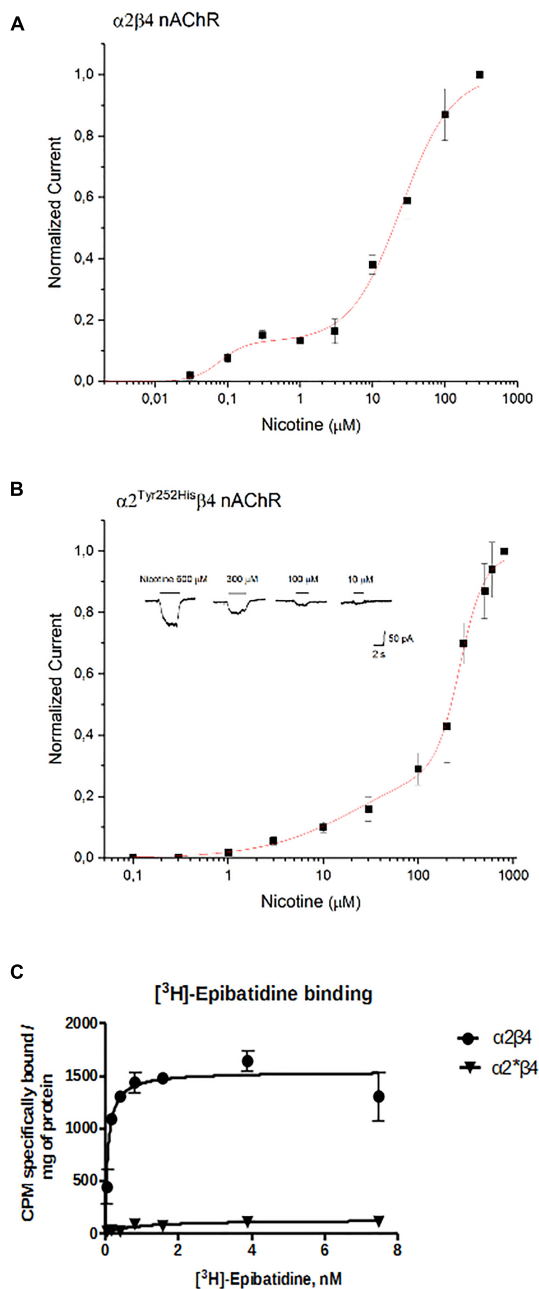 A
α2β4 nAChR
Normalized Current
1,0
0,8
0,6
0,4
0,2
0,0
0,01
0,1
1
10
100
1000
Nicotine (μM)
B
α2Tyr252Hisβ4 nAChR
Normalized Current
1,0
0,8
0,6
0,4
0,2
0,0
Nicotine 600 μM
300 μM
100 μM
10 μM
50 pA
2 s
0,1
1
10
100
1000
Nicotine (μM)
C
[3H]-Epibatidine binding
CPM specifically bound /
mg of protein
2000
1500
1000
500
0
0
2
4
6
8
[3H]-Epibatidine, nM
α2β4
α2*β4